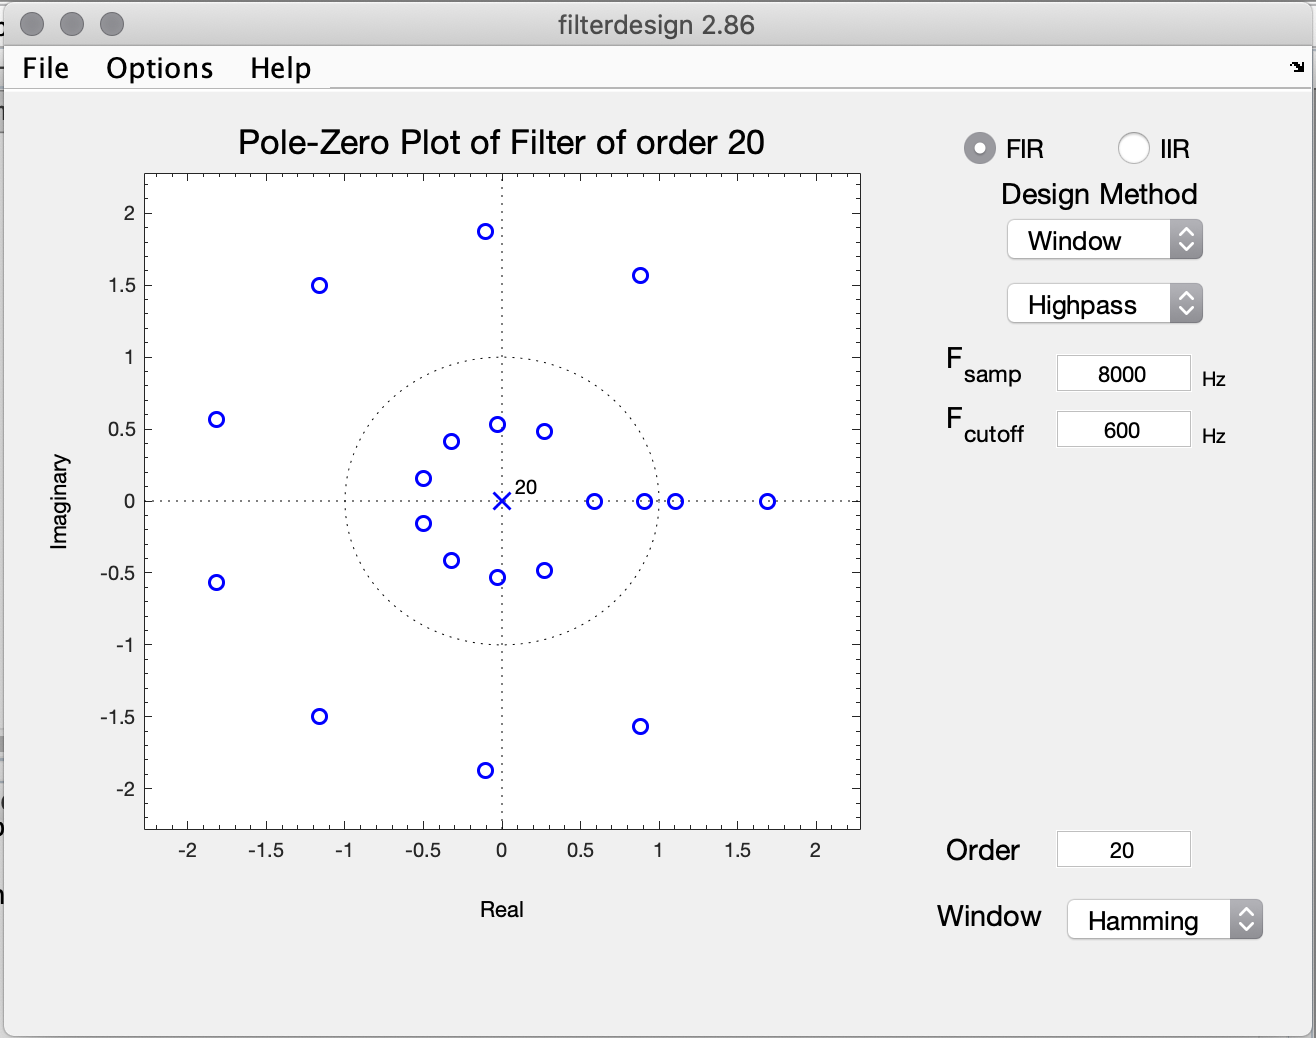 filterdesign 2.86
File Options Help
Pole-Zero Plot of Filter of order 20
FIR IIR
Design Method
Window
Highpass
F samp 8000 Hz
F cutoff 600 Hz
2
1.5
1
0.5
0
-0.5
-1
-1.5
-2
Imaginary
20
-2 -1.5 -1 -0.5 0 0.5 1 1.5 2
Real
Order 20
Window Hamming